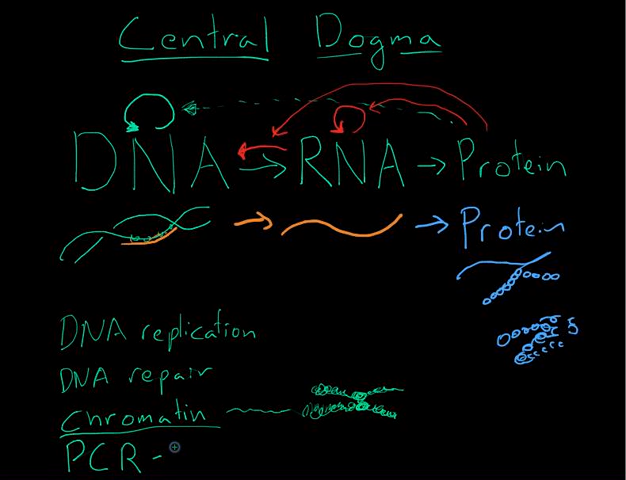 Central Dogma
DNA → RNA → Protein
→ → Protein
DNA replication
DNA repair
Chromatin
PCR -